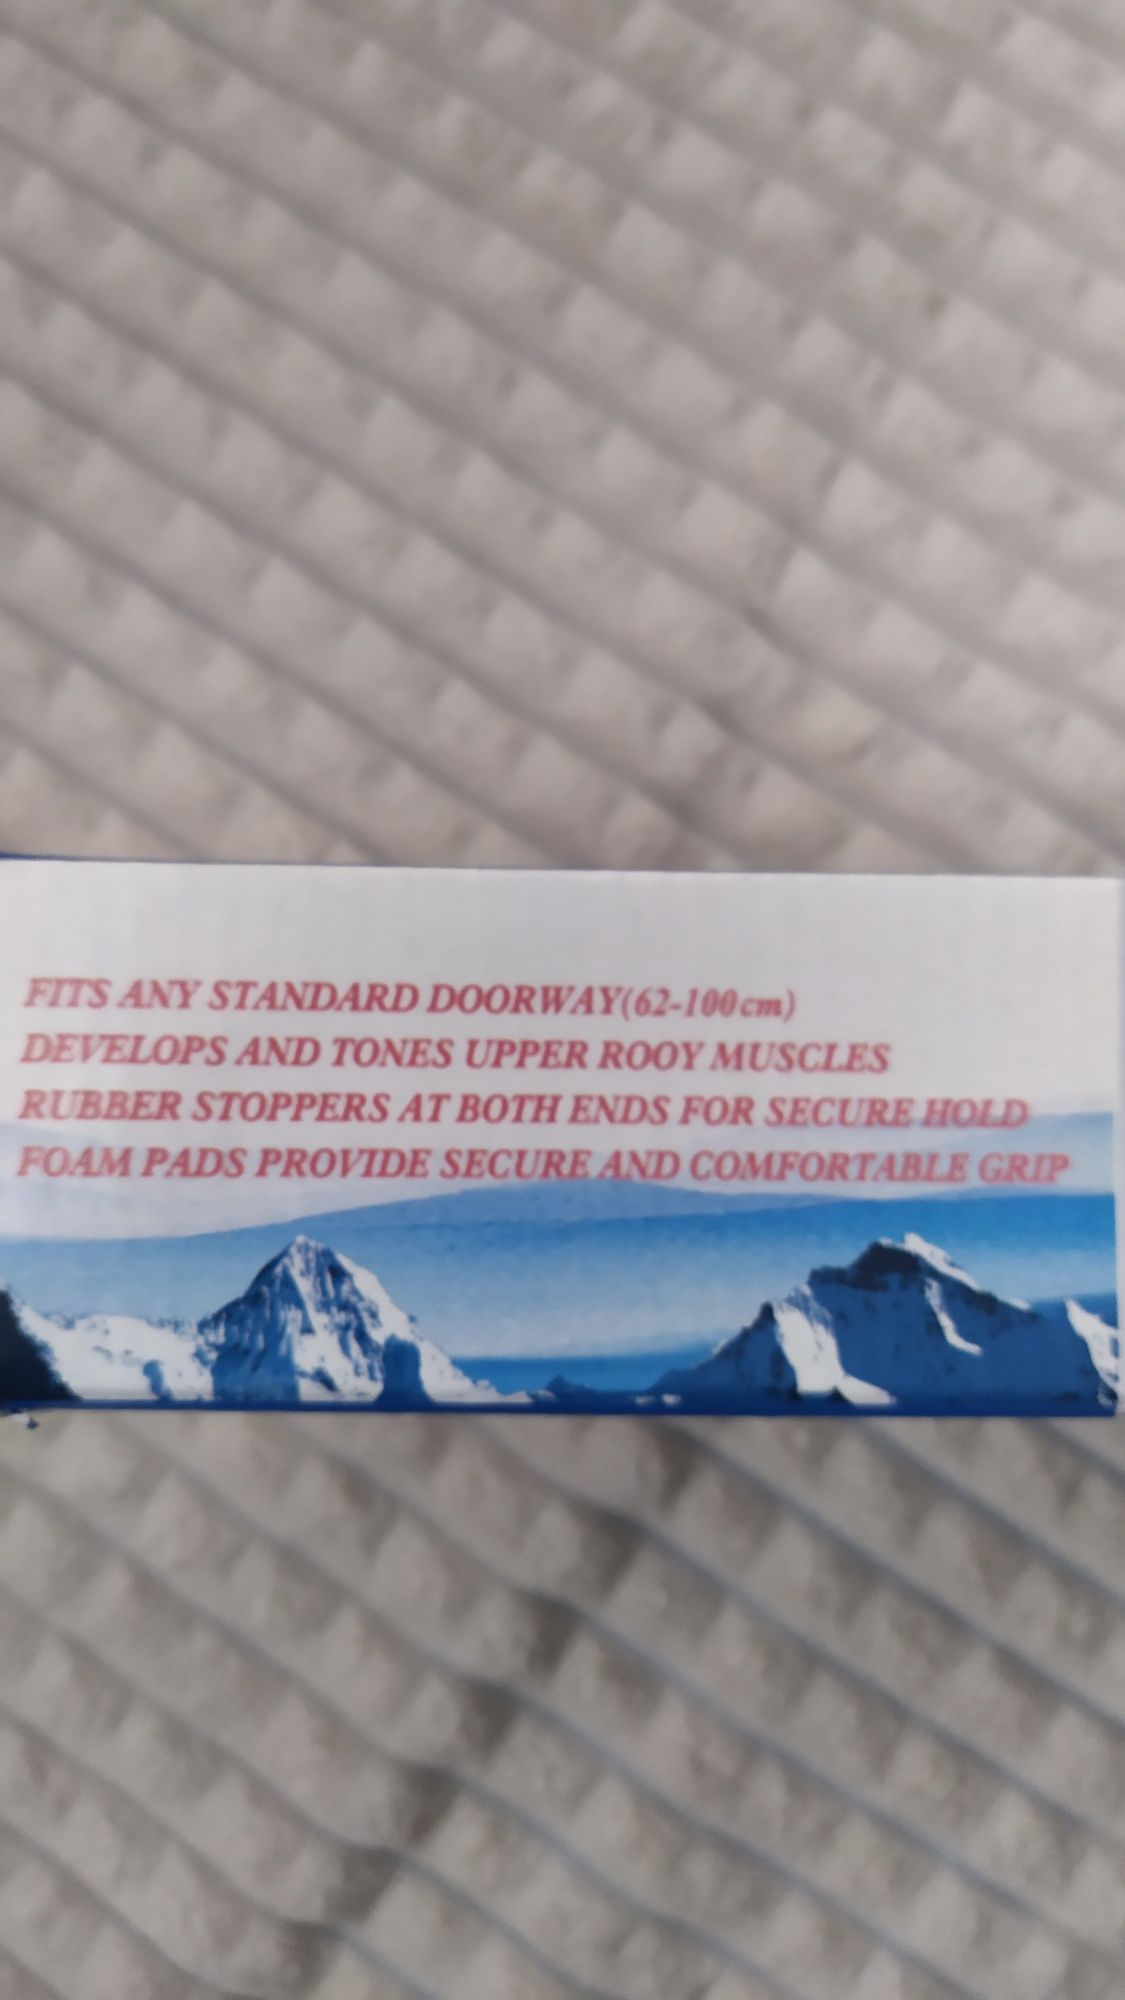 FITS ANY STANDARD DOORWAY(62-100cm)
DEVELOPS AND TONES UPPER ROOY MUSCLES
RUBBER STOPPERS AT BOTH ENDS FOR SECURE HOLD
FOAM PADS PROVIDE SECURE AND COMFORTABLE GRIP